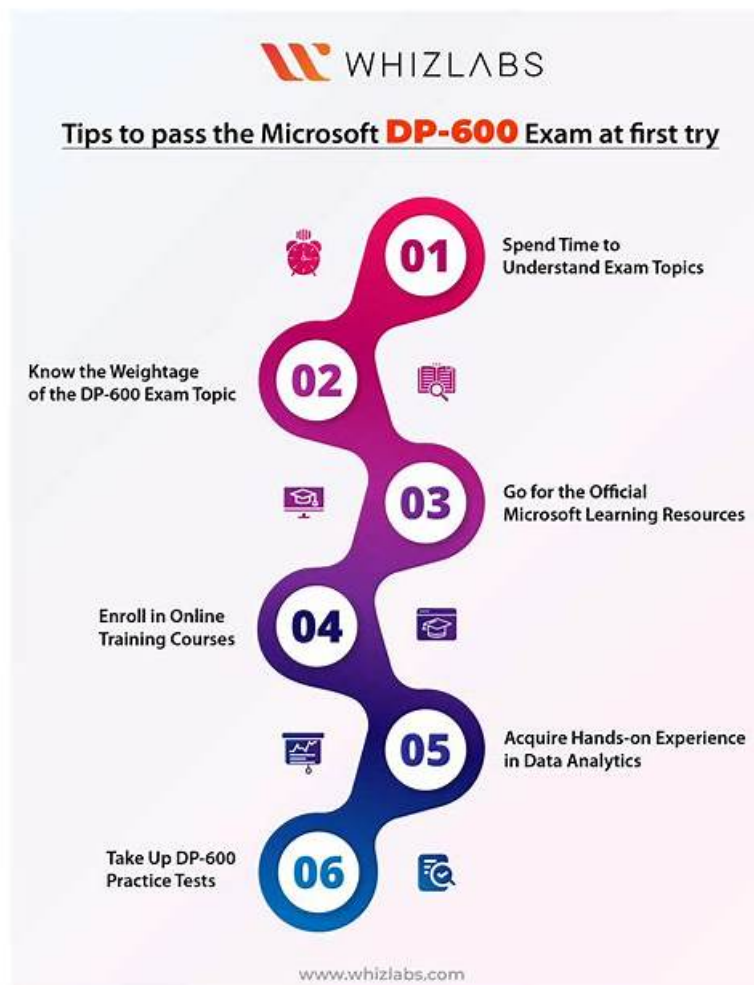 WHIZLABS
Tips to pass the Microsoft DP-600 Exam at first try
01
Spend Time to
Understand Exam Topics
Know the Weightage
of the DP-600 Exam Topic
02
03
Go for the Official
Microsoft Learning Resources
Enroll in Online
Training Courses
04
05
Acquire Hands-on Experience
in Data Analytics
Take Up DP-600
Practice Tests
06
www.whizlabs.com